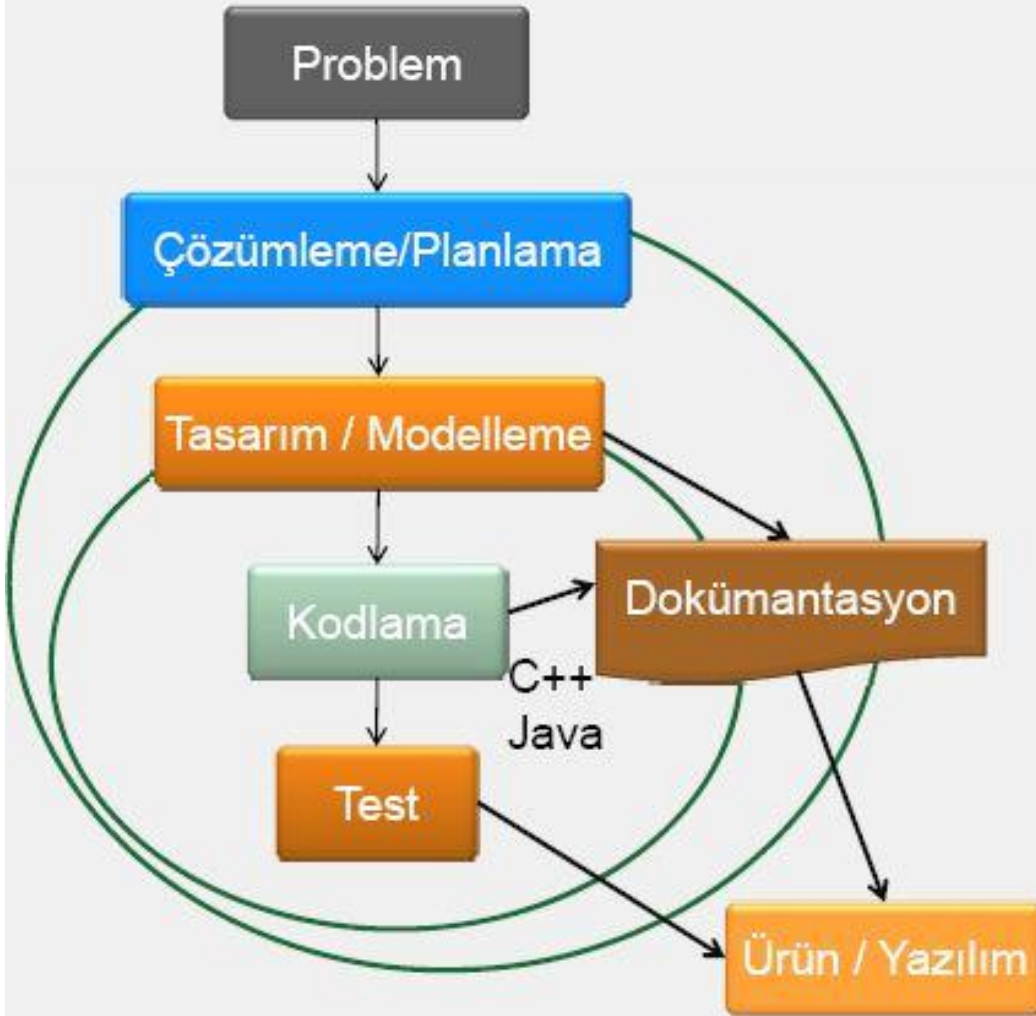 Problem
Çözümleme/Planlama
Tasarım / Modelleme
Kodlama
Dokümantasyon
C++
Java
Test
Ürün / Yazılım